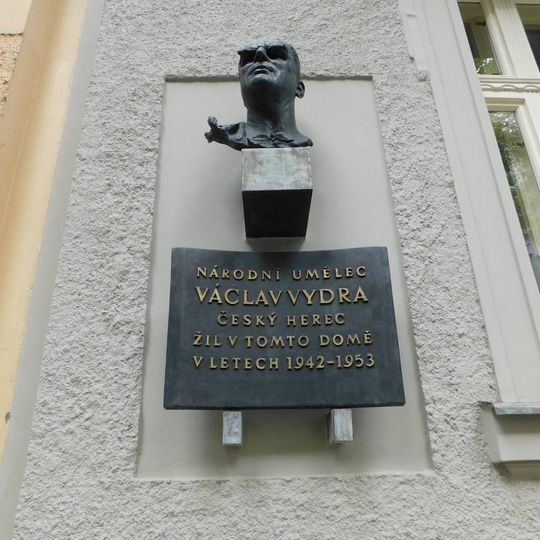 NÁRODNÍ UMĚLEC
VÁCLAV VYDRA
ČESKÝ HEREC
ŽIL V TOMTO DOMĚ
V LETECH 1942–1953